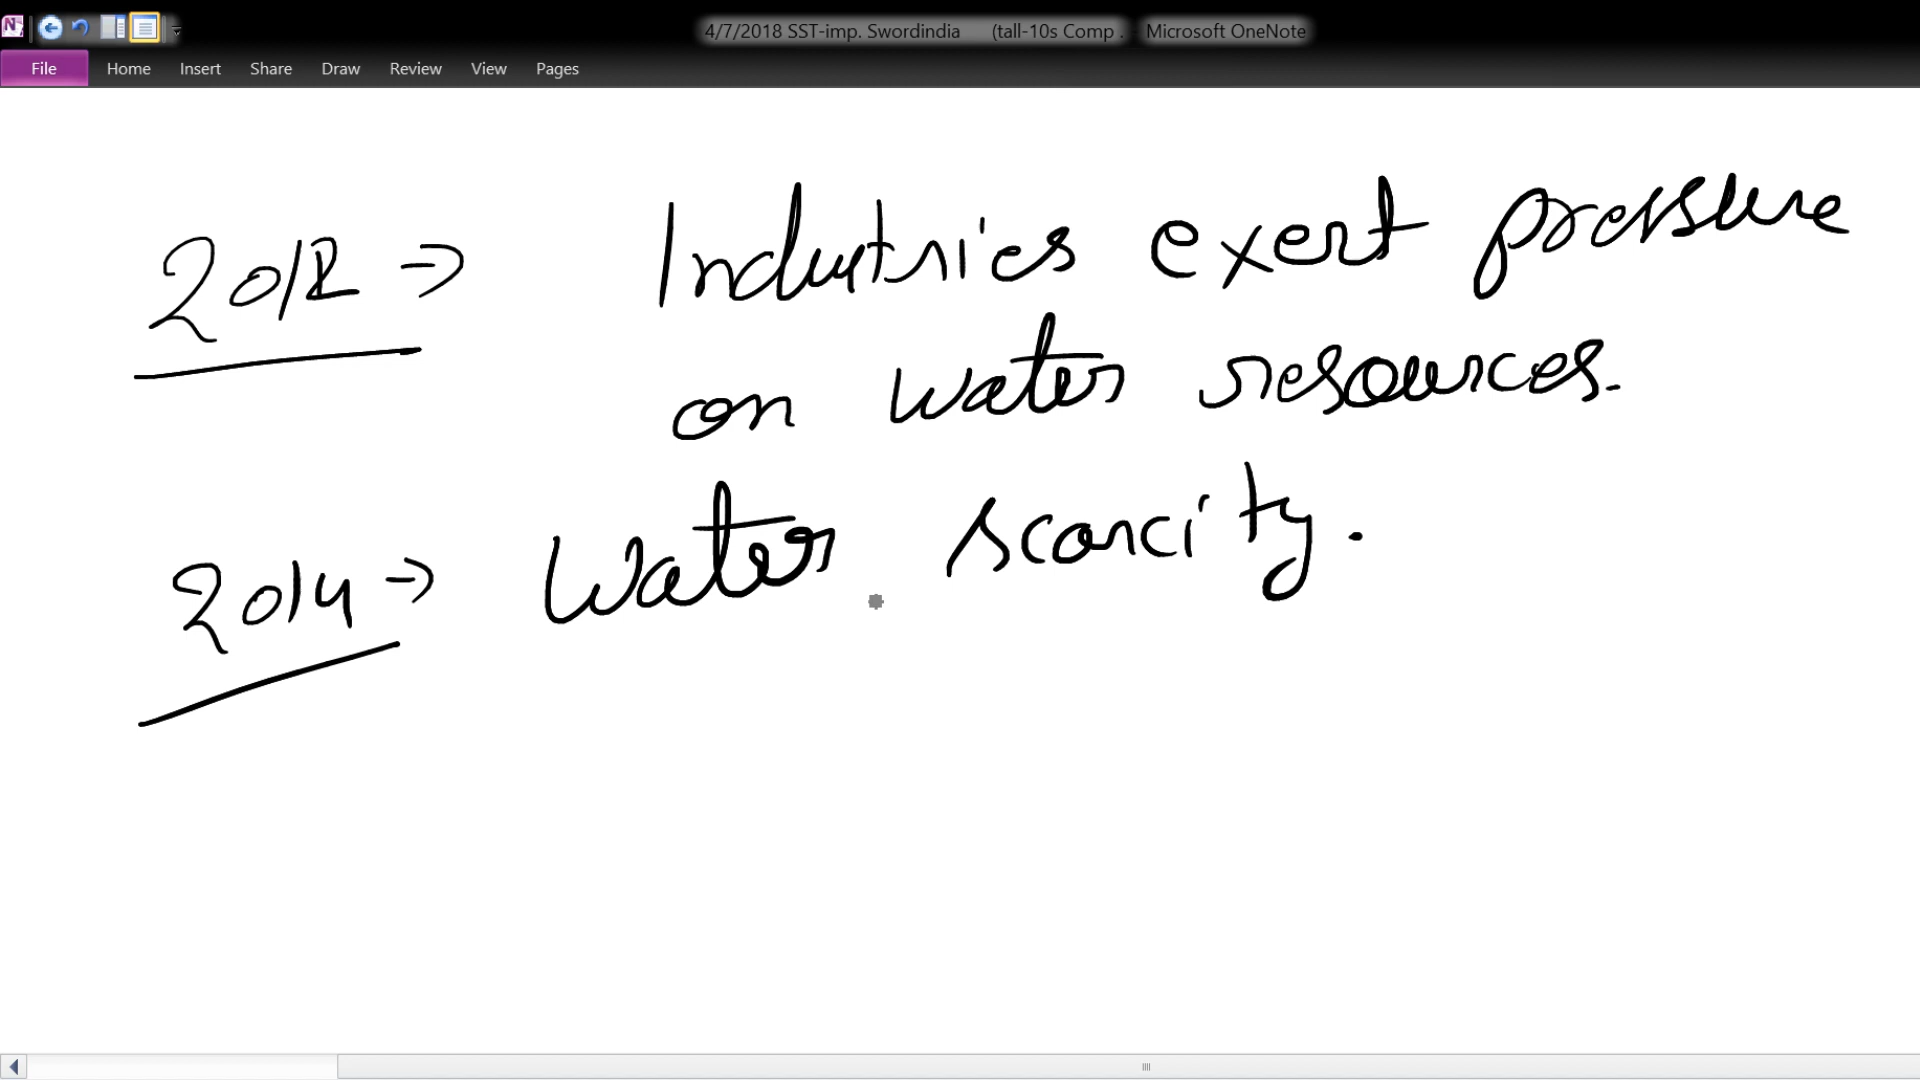 4/7/2018 SST-imp. Swordindia (tall-10s Comp . - Microsoft OneNote
File Home Insert Share Draw Review View Pages
2012 → Industries exert pressure
on water resources.
2014 → Water scarcity.